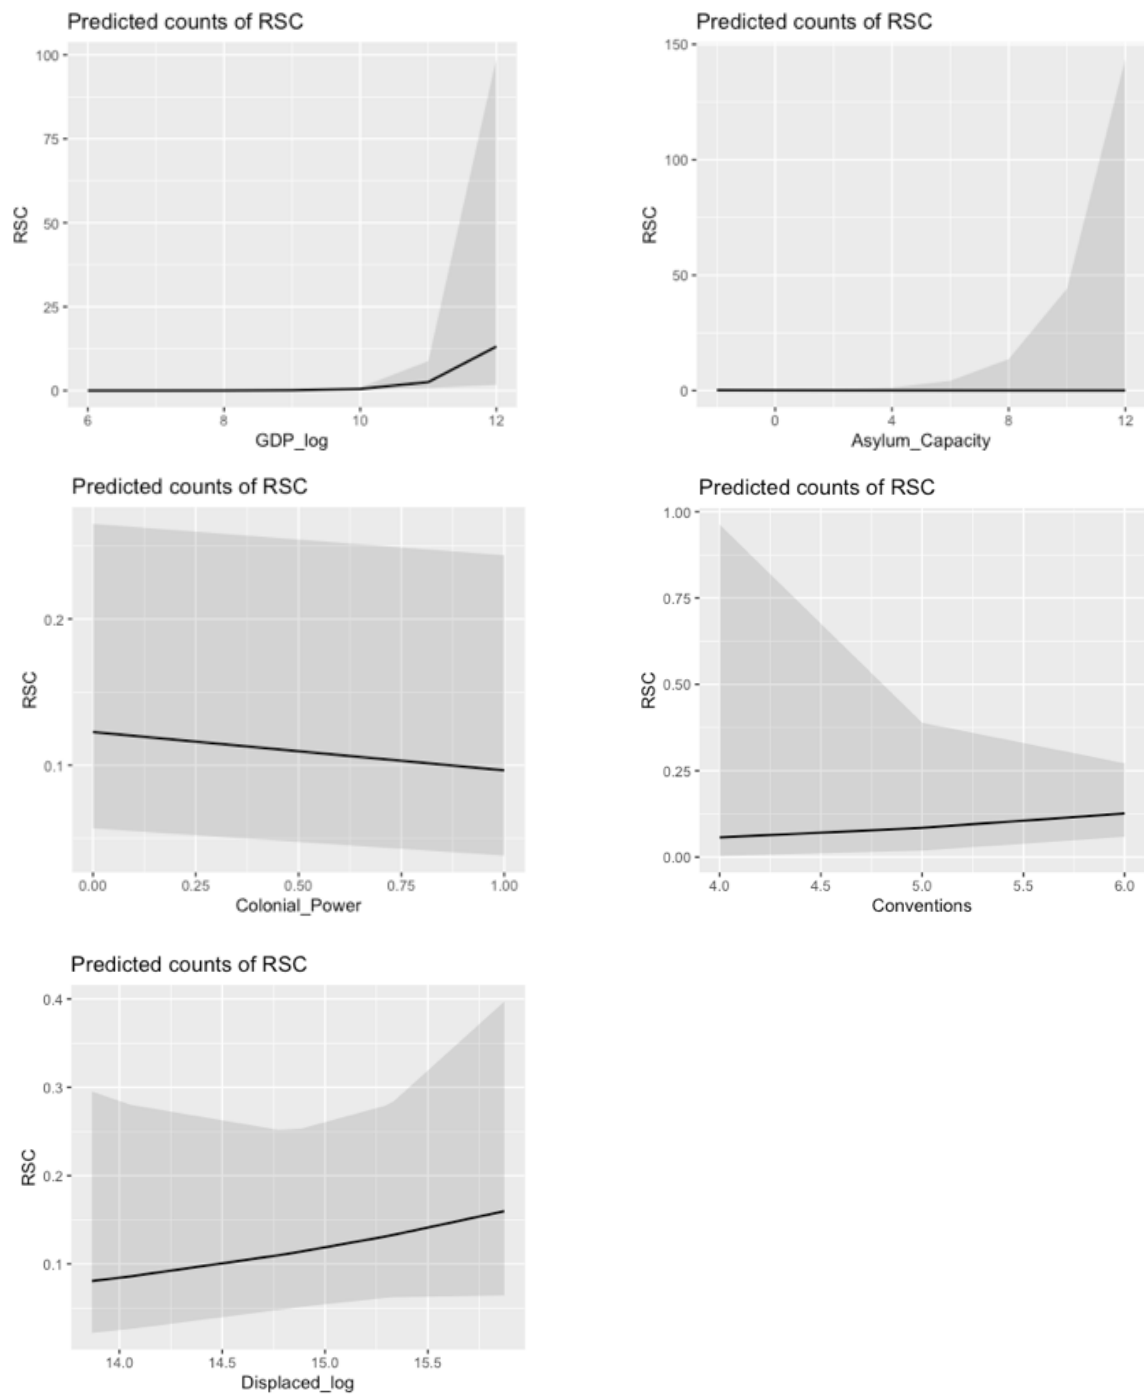 Predicted counts of RSC
100
75
50
25
0
RSC
6 8 10 12
GDP_log
Predicted counts of RSC
150
100
50
0
RSC
0 4 8 12
Asylum_Capacity
Predicted counts of RSC
0.2
0.1
RSC
0.00 0.25 0.50 0.75 1.00
Colonial_Power
Predicted counts of RSC
1.00
0.75
0.50
0.25
0.00
RSC
4.0 4.5 5.0 5.5 6.0
Conventions
Predicted counts of RSC
0.4
0.3
0.2
0.1
RSC
14.0 14.5 15.0 15.5
Displaced_log